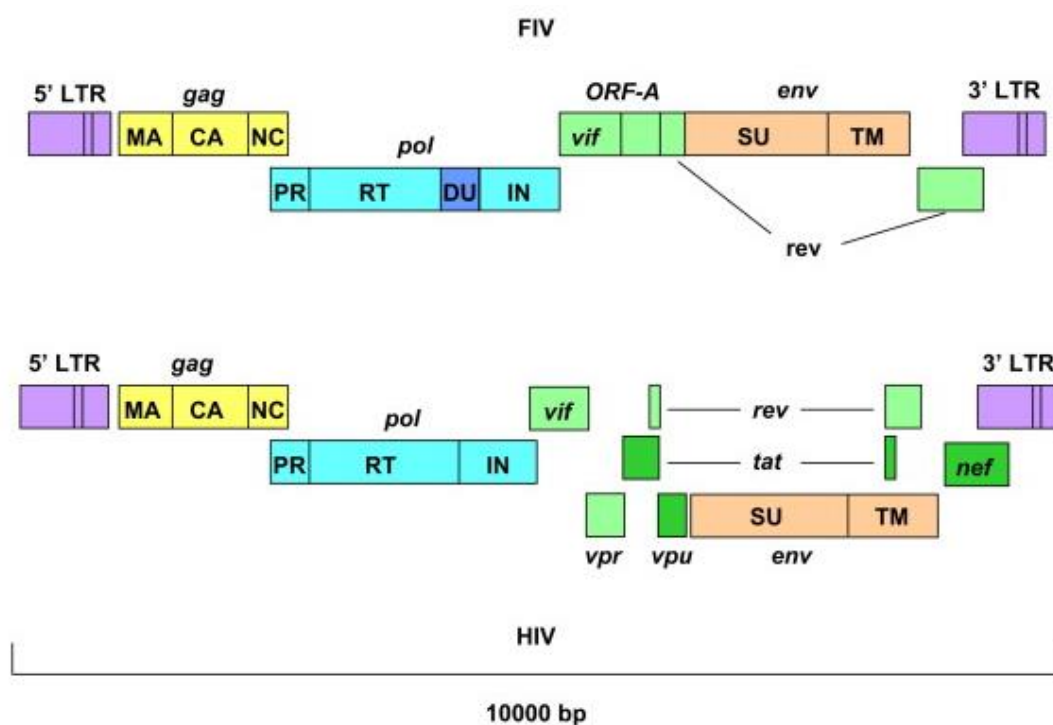 FIV
5' LTR gag ORF-A env 3' LTR
MA CA NC vif SU TM
pol
PR RT DU IN
rev
5' LTR gag 3' LTR
MA CA NC pol vif rev
PR RT IN tat nef
SU TM
vpr vpu env
HIV
10000 bp